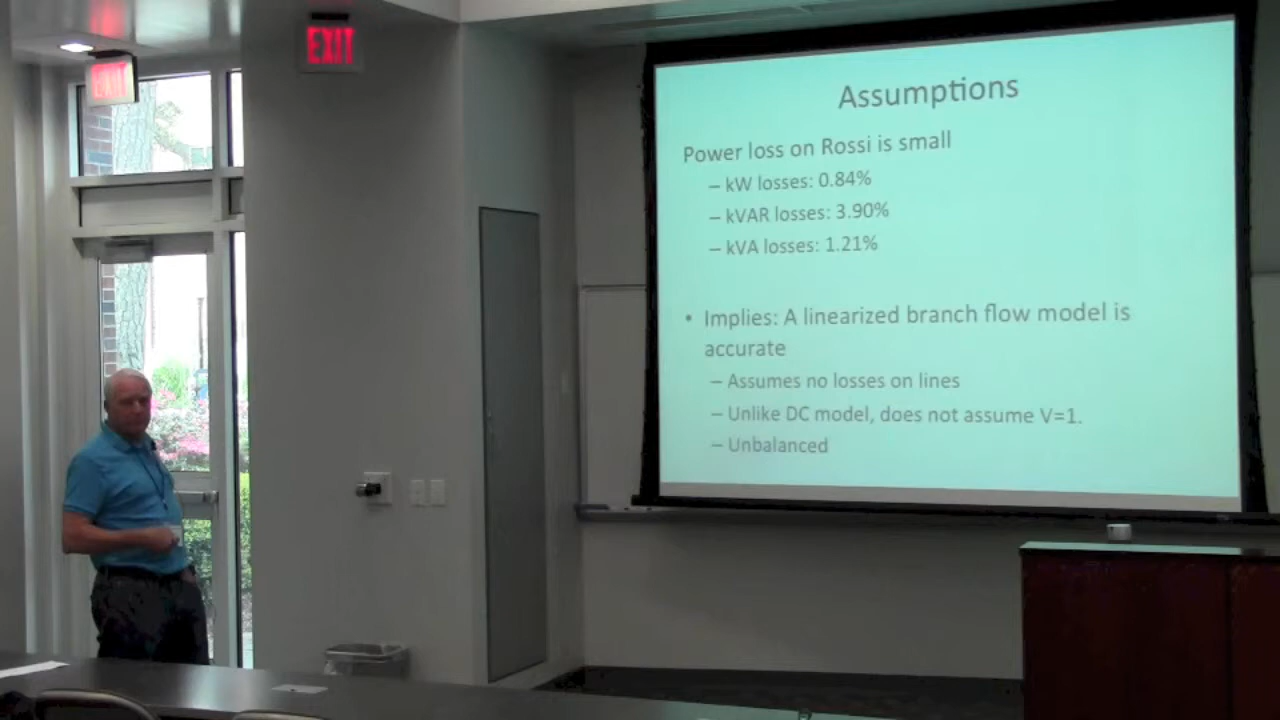 EXIT
EXIT
Assumptions
Power loss on Rossi is small
– kW losses: 0.84%
– kVAR losses: 3.90%
– kVA losses: 1.21%
• Implies: A linearized branch flow model is
accurate
– Assumes no losses on lines
– Unlike DC model, does not assume V=1.
– Unbalanced